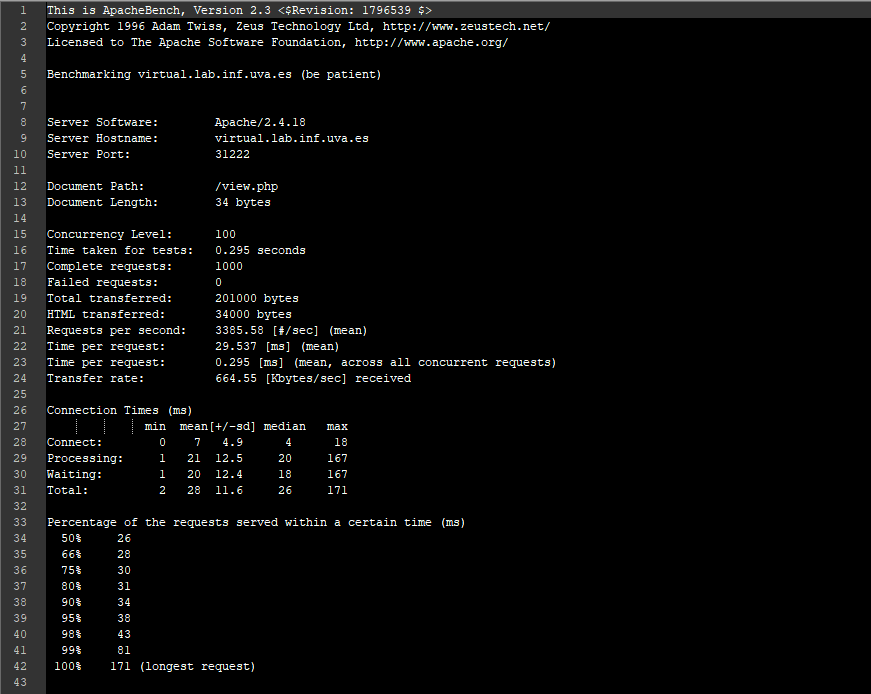 1 This is ApacheBench, Version 2.3 <$Revision: 1796539 $>
2 Copyright 1996 Adam Twiss, Zeus Technology Ltd, http://www.zeustech.net/
3 Licensed to The Apache Software Foundation, http://www.apache.org/
4
5 Benchmarking virtual.lab.inf.uva.es (be patient)
6
7
8 Server Software:        Apache/2.4.18
9 Server Hostname:        virtual.lab.inf.uva.es
10 Server Port:            31222
11
12 Document Path:          /view.php
13 Document Length:        34 bytes
14
15 Concurrency Level:      100
16 Time taken for tests:   0.295 seconds
17 Complete requests:      1000
18 Failed requests:        0
19 Total transferred:      201000 bytes
20 HTML transferred:       34000 bytes
21 Requests per second:    3385.58 [#/sec] (mean)
22 Time per request:       29.537 [ms] (mean)
23 Time per request:       0.295 [ms] (mean, across all concurrent requests)
24 Transfer rate:          664.55 [Kbytes/sec] received
25
26 Connection Times (ms)
27               min  mean[+/-sd] median   max
28 Connect:        0    7   4.9      4      18
29 Processing:     1   21  12.5     20     167
30 Waiting:        1   20  12.4     18     167
31 Total:          2   28  11.6     26     171
32
33 Percentage of the requests served within a certain time (ms)
34   50%     26
35   66%     28
36   75%     30
37   80%     31
38   90%     34
39   95%     38
40   98%     43
41   99%     81
42  100%    171 (longest request)
43